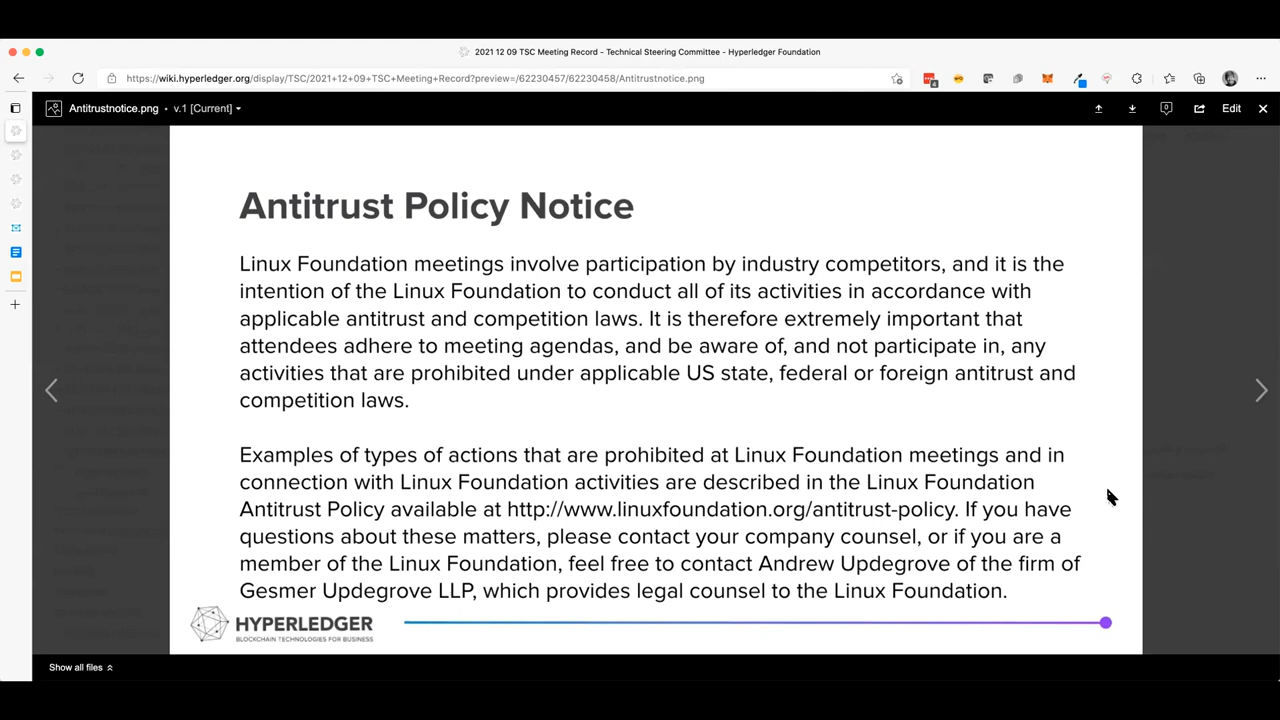 2021 12 09 TSC Meeting Record - Technical Steering Committee - Hyperledger Foundation
https://wiki.hyperledger.org/display/TSC/2021+12+09+TSC+Meeting+Record?preview=/62230457/62230458/Antitrustnotice.png
Antitrustnotice.png • v.1 [Current]
Edit
Antitrust Policy Notice
Linux Foundation meetings involve participation by industry competitors, and it is the
intention of the Linux Foundation to conduct all of its activities in accordance with
applicable antitrust and competition laws. It is therefore extremely important that
attendees adhere to meeting agendas, and be aware of, and not participate in, any
activities that are prohibited under applicable US state, federal or foreign antitrust and
competition laws.
Examples of types of actions that are prohibited at Linux Foundation meetings and in
connection with Linux Foundation activities are described in the Linux Foundation
Antitrust Policy available at http://www.linuxfoundation.org/antitrust-policy. If you have
questions about these matters, please contact your company counsel, or if you are a
member of the Linux Foundation, feel free to contact Andrew Updegrove of the firm of
Gesmer Updegrove LLP, which provides legal counsel to the Linux Foundation.
HYPERLEDGER
BLOCKCHAIN TECHNOLOGIES FOR BUSINESS
Show all files